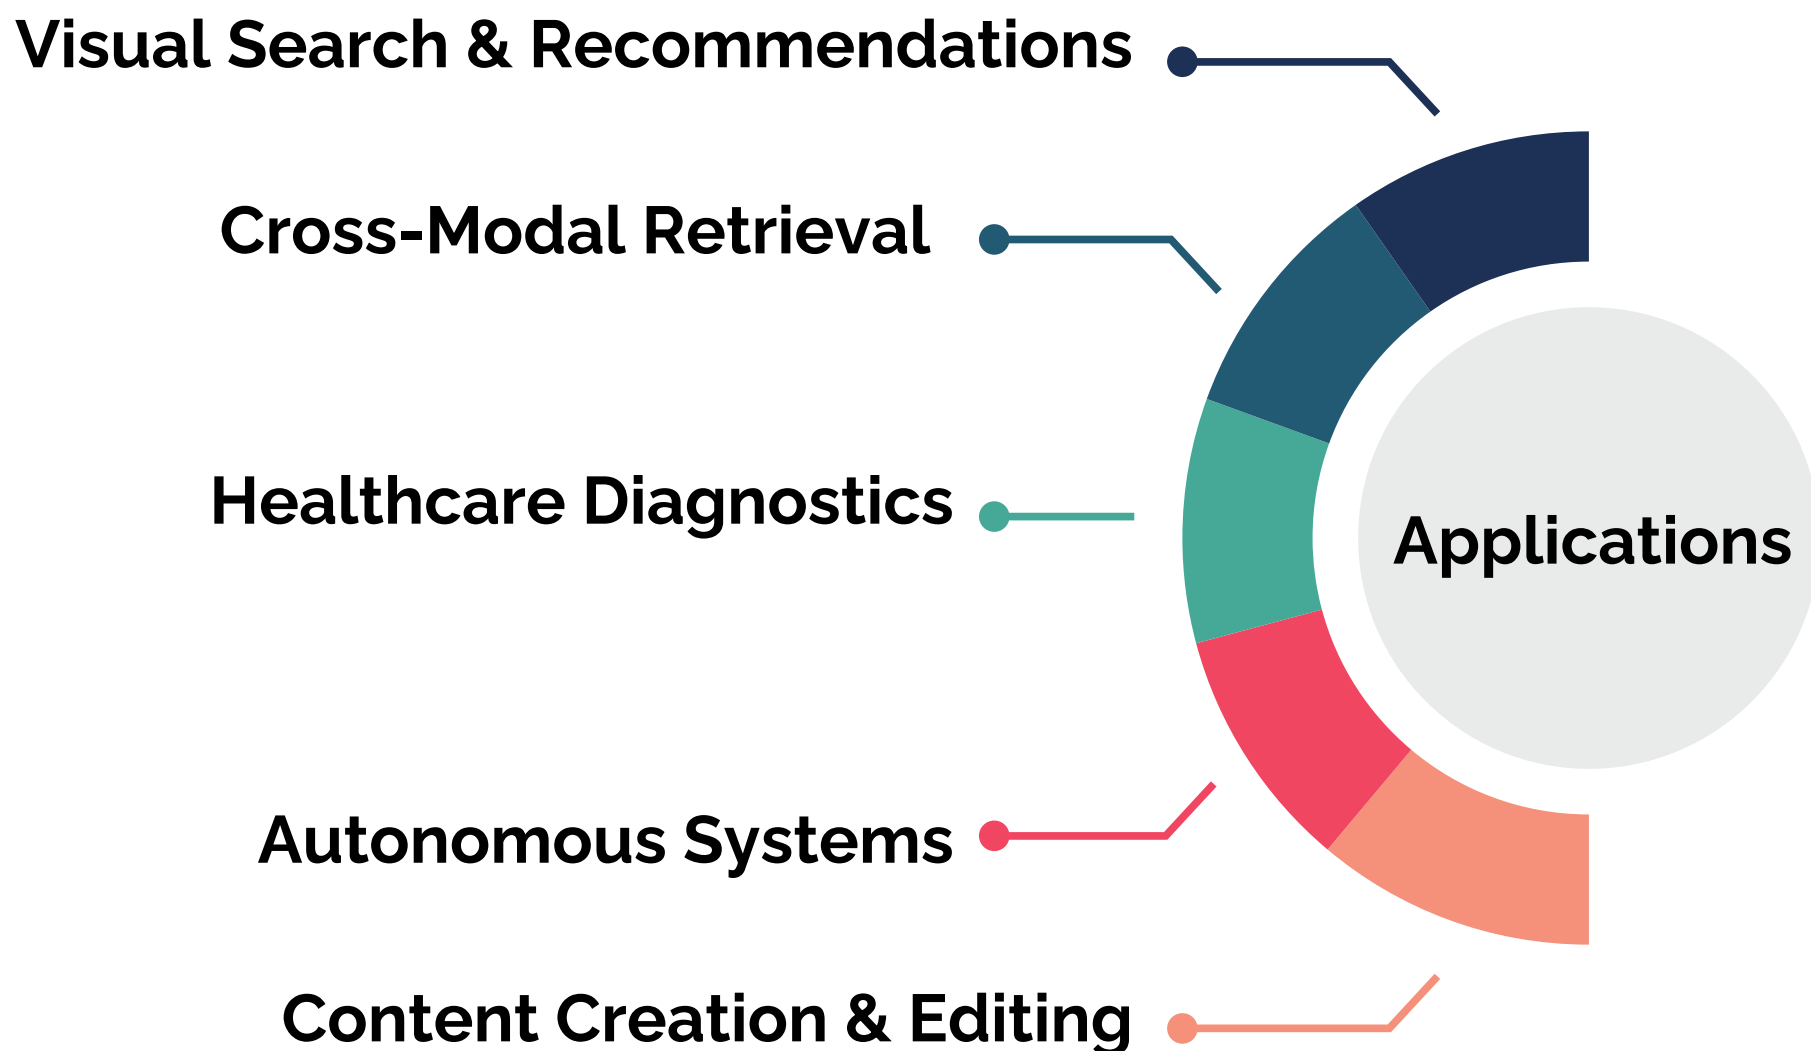 Visual Search & Recommendations
Cross-Modal Retrieval
Healthcare Diagnostics
Applications
Autonomous Systems
Content Creation & Editing